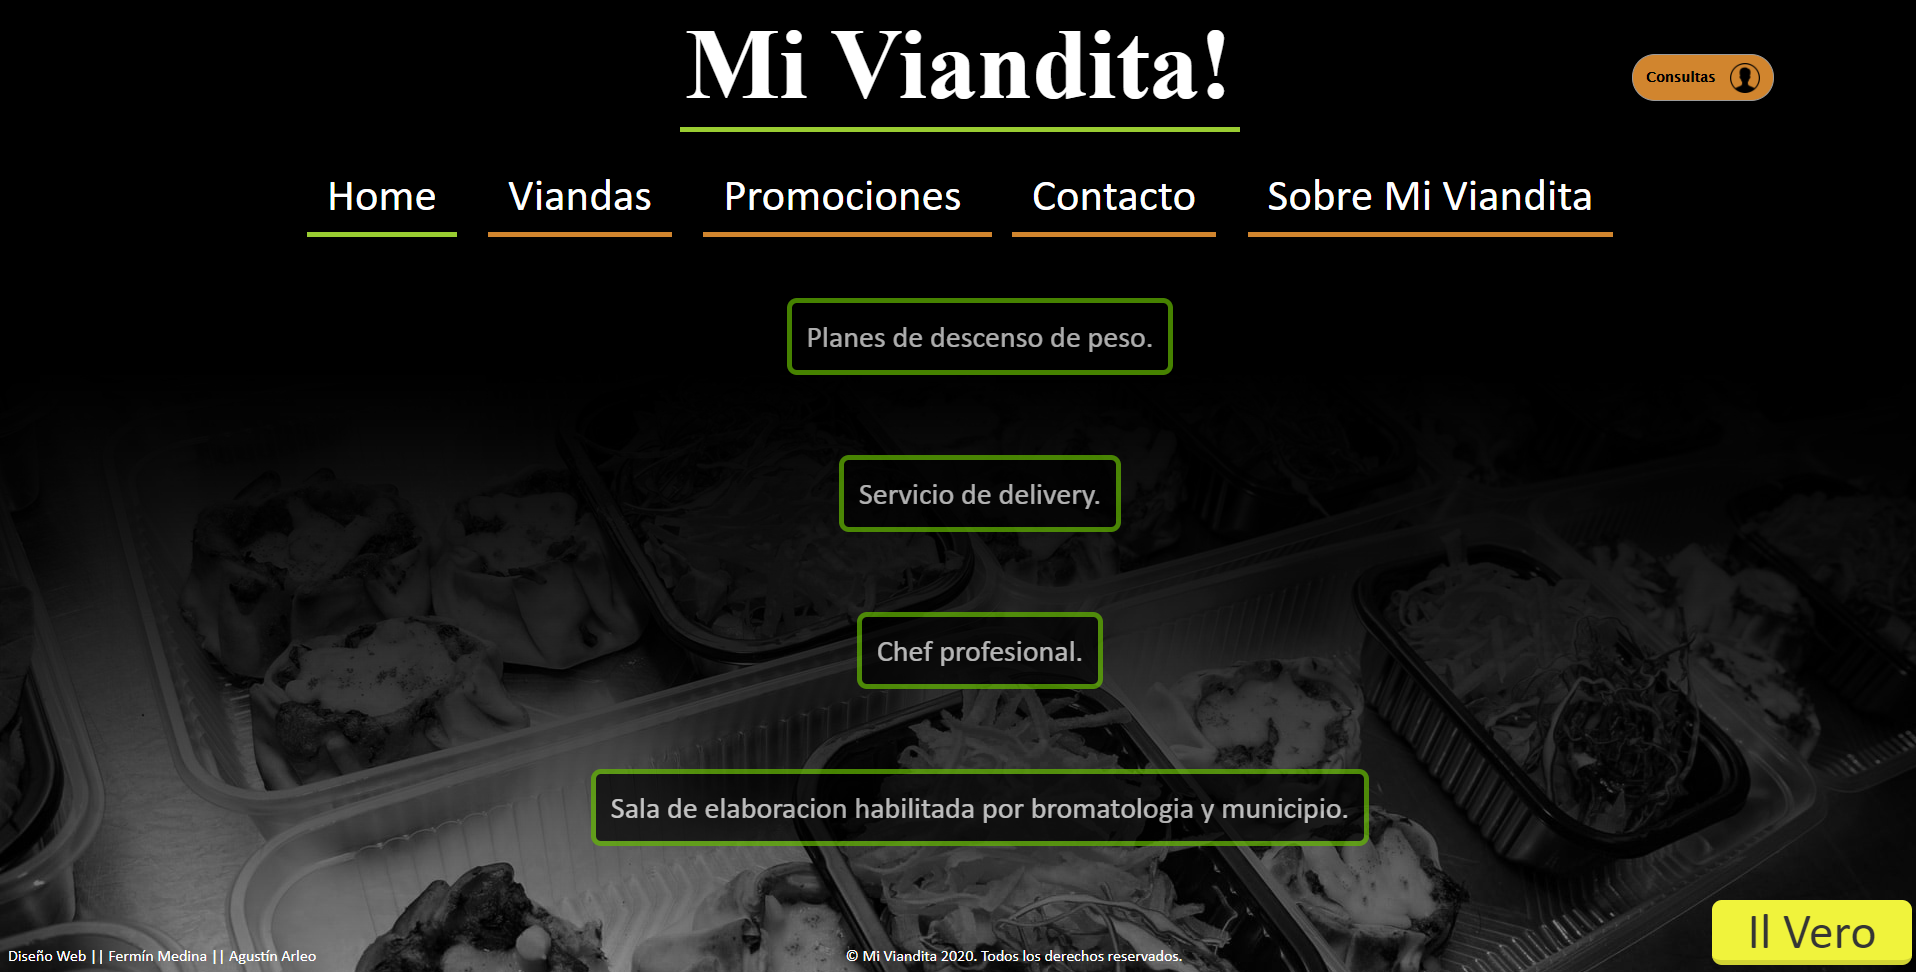 Mi Viandita!
Consultas
Home Viandas Promociones Contacto Sobre Mi Viandita
Planes de descenso de peso.
Servicio de delivery.
Chef profesional.
Sala de elaboracion habilitada por bromatologia y municipio.
Il Vero
Diseño Web || Fermín Medina || Agustín Arleo
© Mi Viandita 2020. Todos los derechos reservados.